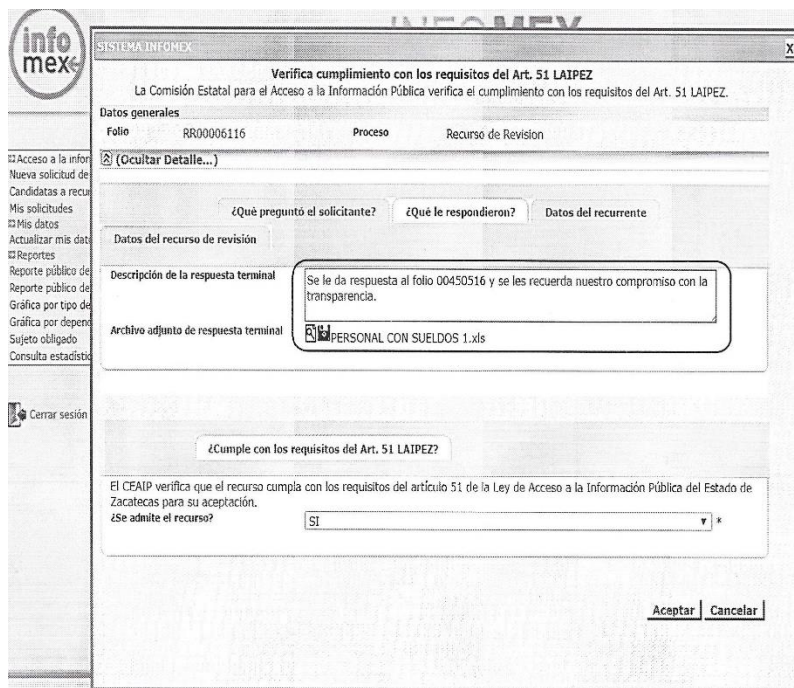 INFOMEX
info
mex
SISTEMA INFOMEX
X
Verifica cumplimiento con los requisitos del Art. 51 LAIPEZ
La Comisión Estatal para el Acceso a la Información Pública verifica el cumplimiento con los requisitos del Art. 51 LAIPEZ.
Datos generales
Folio RR00006116 Proceso Recurso de Revision
(Ocultar Detalle...)
Acceso a la infor
Nueva solicitud de
Candidatas a recur
Mis solicitudes
Mis datos
Actualizar mis dat
Reportes
Reporte público de
Reporte público de
Gráfica por tipo de
Gráfica por depend
Sujeto obligado
Consulta estadístic
Cerrar sesión
¿Qué preguntó el solicitante? ¿Qué le respondieron? Datos del recurrente
Datos del recurso de revisión
Descripción de la respuesta terminal
Se le da respuesta al folio 00450516 y se les recuerda nuestro compromiso con la
transparencia.
Archivo adjunto de respuesta terminal
PERSONAL CON SUELDOS 1.xls
¿Cumple con los requisitos del Art. 51 LAIPEZ?
El CEAIP verifica que el recurso cumpla con los requisitos del artículo 51 de la Ley de Acceso a la Información Pública del Estado de
Zacatecas para su aceptación.
¿Se admite el recurso? SI *
Aceptar Cancelar